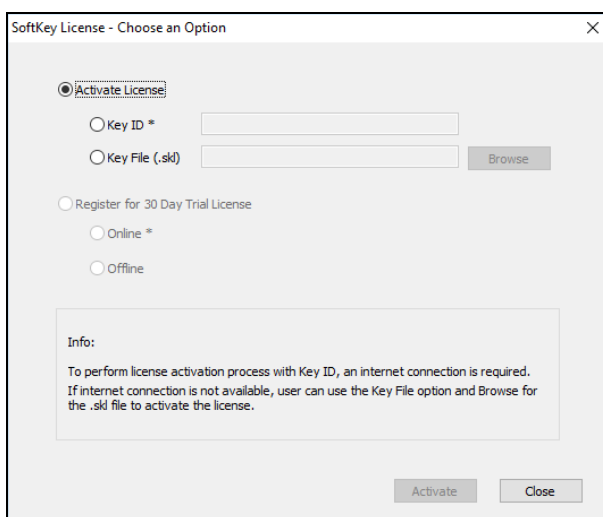 SoftKey License - Choose an Option
Activate License
Key ID *
Key File (.skl)
Browse
Register for 30 Day Trial License
Online *
Offline
Info:
To perform license activation process with Key ID, an internet connection is required.
If internet connection is not available, user can use the Key File option and Browse for
the .skl file to activate the license.
Activate
Close